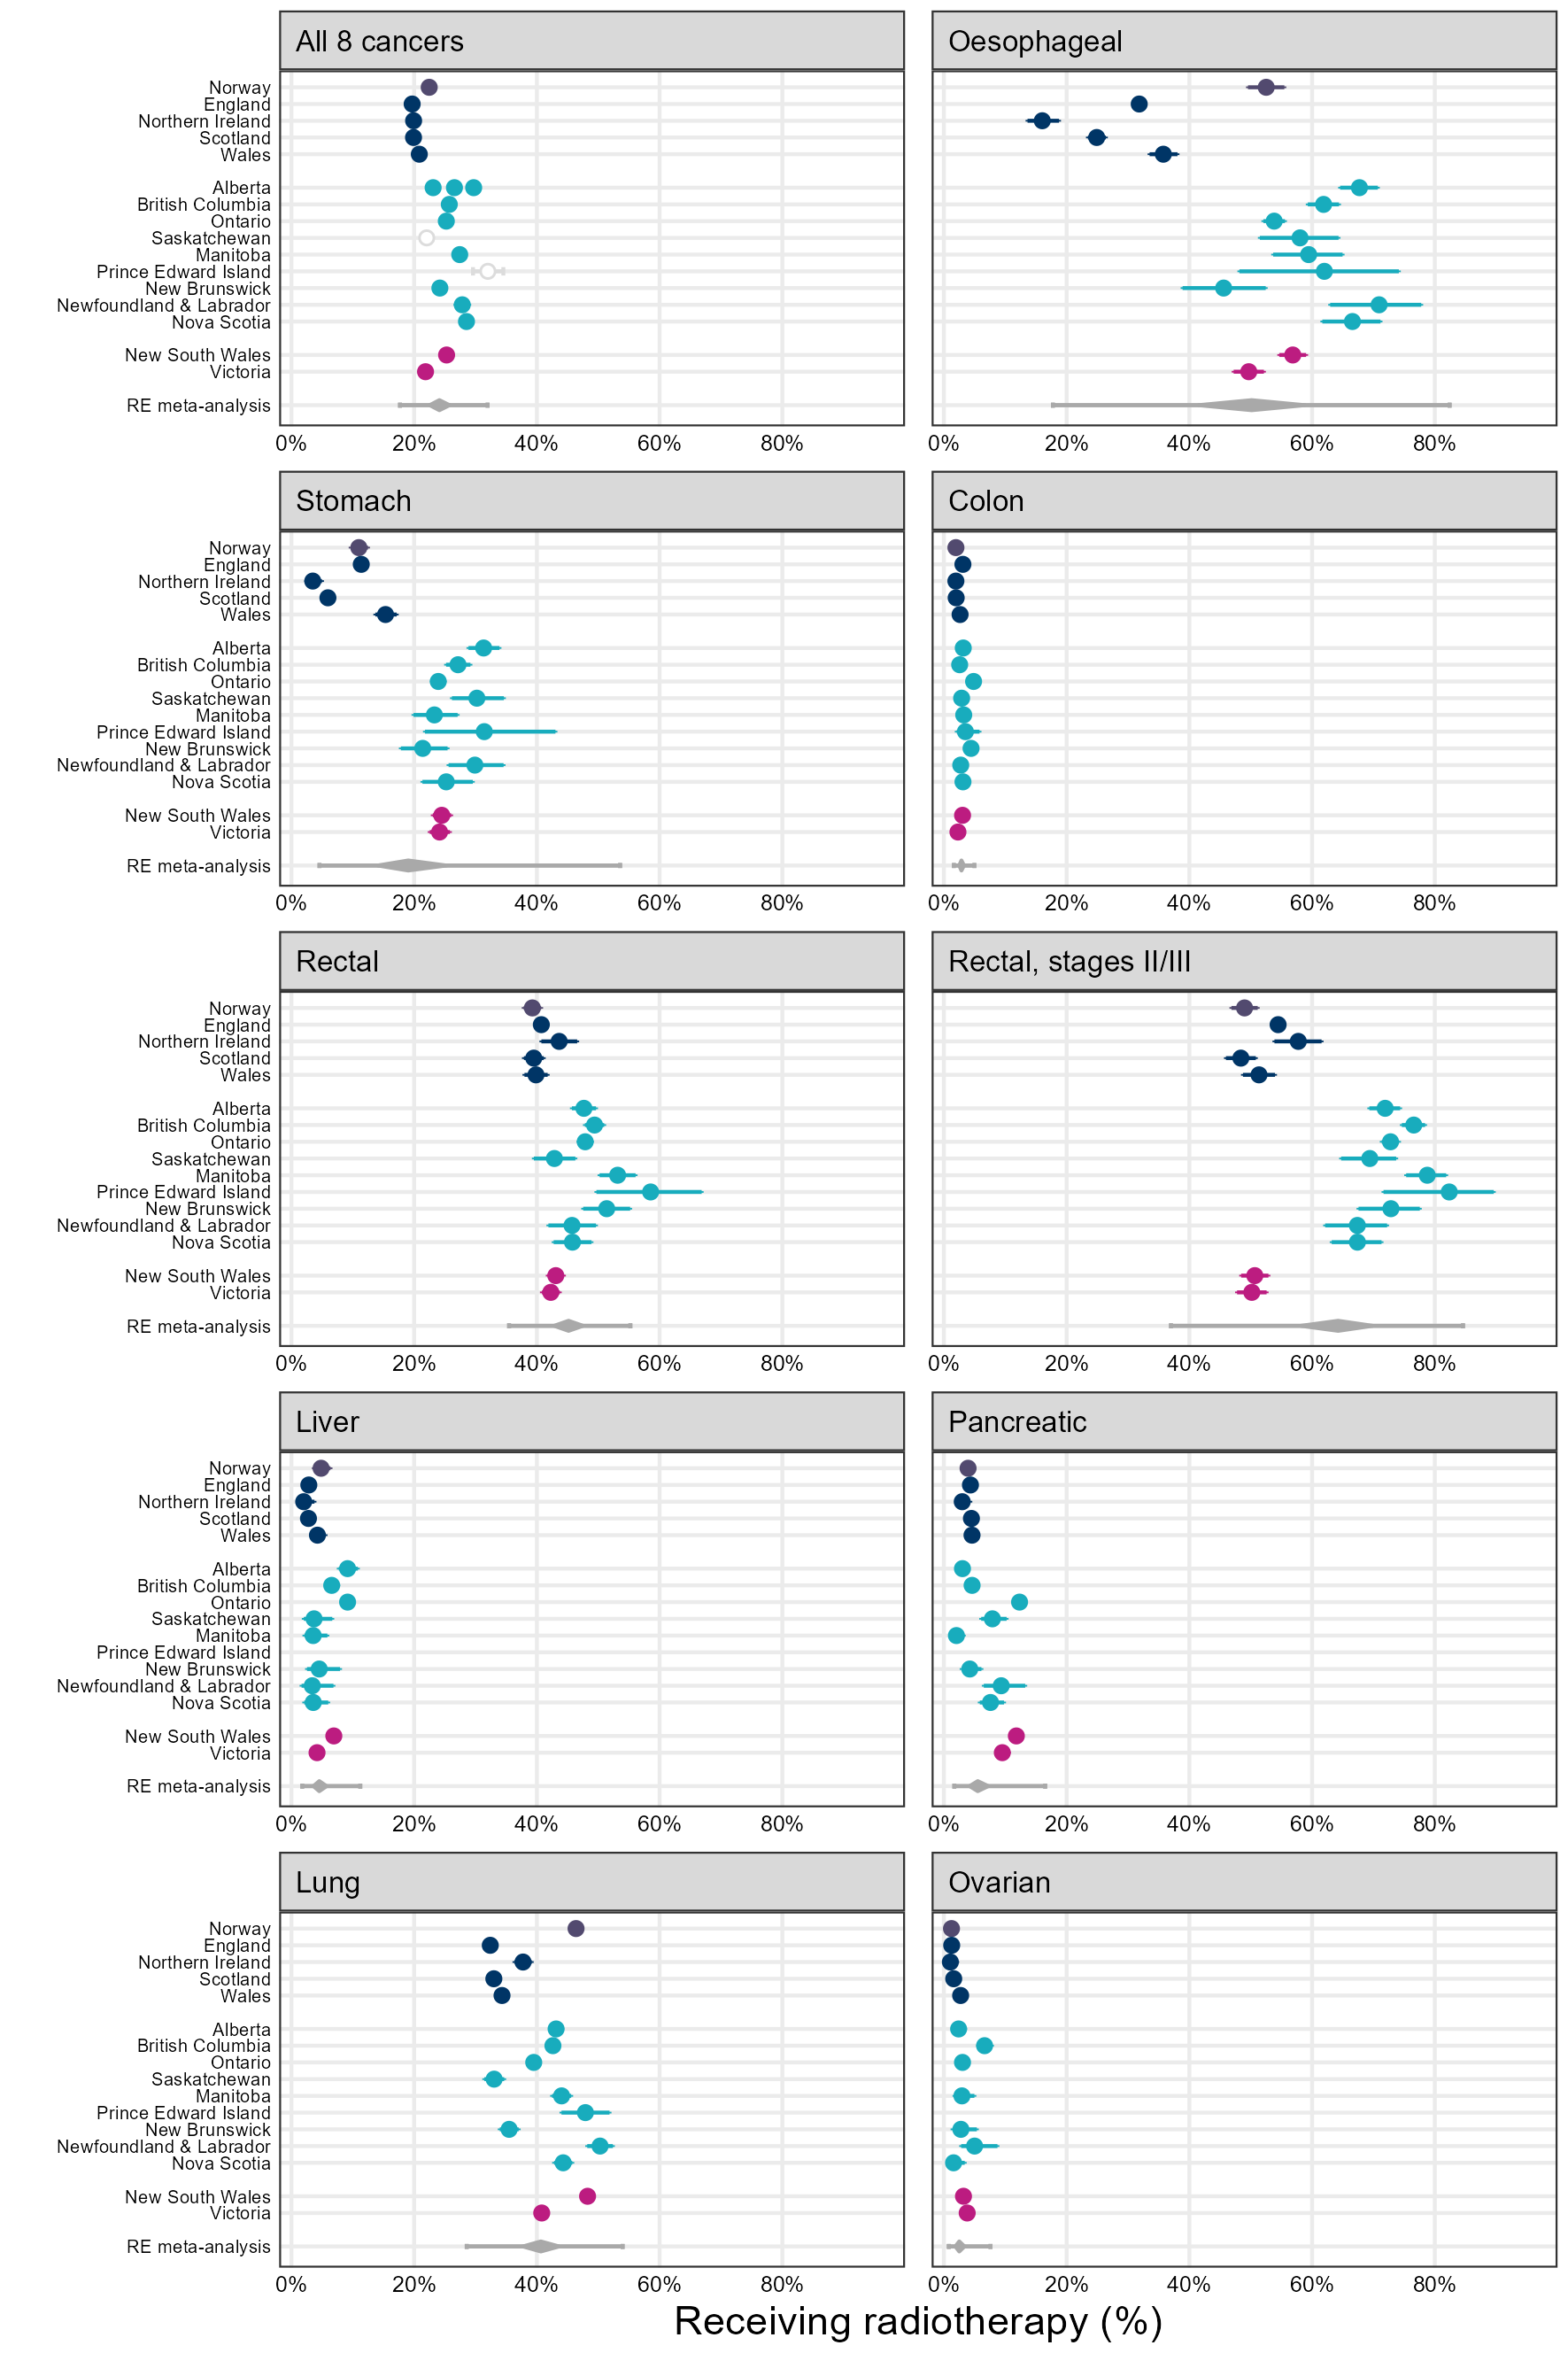 All 8 cancers
Oesophageal
Norway
England
Northern Ireland
Scotland
Wales
Alberta
British Columbia
Ontario
Saskatchewan
Manitoba
Prince Edward Island
New Brunswick
Newfoundland & Labrador
Nova Scotia
New South Wales
Victoria
RE meta-analysis
0% 20% 40% 60% 80%
0% 20% 40% 60% 80%
Stomach
Colon
Norway
England
Northern Ireland
Scotland
Wales
Alberta
British Columbia
Ontario
Saskatchewan
Manitoba
Prince Edward Island
New Brunswick
Newfoundland & Labrador
Nova Scotia
New South Wales
Victoria
RE meta-analysis
0% 20% 40% 60% 80%
0% 20% 40% 60% 80%
Rectal
Rectal, stages II/III
Norway
England
Northern Ireland
Scotland
Wales
Alberta
British Columbia
Ontario
Saskatchewan
Manitoba
Prince Edward Island
New Brunswick
Newfoundland & Labrador
Nova Scotia
New South Wales
Victoria
RE meta-analysis
0% 20% 40% 60% 80%
0% 20% 40% 60% 80%
Liver
Pancreatic
Norway
England
Northern Ireland
Scotland
Wales
Alberta
British Columbia
Ontario
Saskatchewan
Manitoba
Prince Edward Island
New Brunswick
Newfoundland & Labrador
Nova Scotia
New South Wales
Victoria
RE meta-analysis
0% 20% 40% 60% 80%
0% 20% 40% 60% 80%
Lung
Ovarian
Norway
England
Northern Ireland
Scotland
Wales
Alberta
British Columbia
Ontario
Saskatchewan
Manitoba
Prince Edward Island
New Brunswick
Newfoundland & Labrador
Nova Scotia
New South Wales
Victoria
RE meta-analysis
0% 20% 40% 60% 80%
0% 20% 40% 60% 80%
Receiving radiotherapy (%)